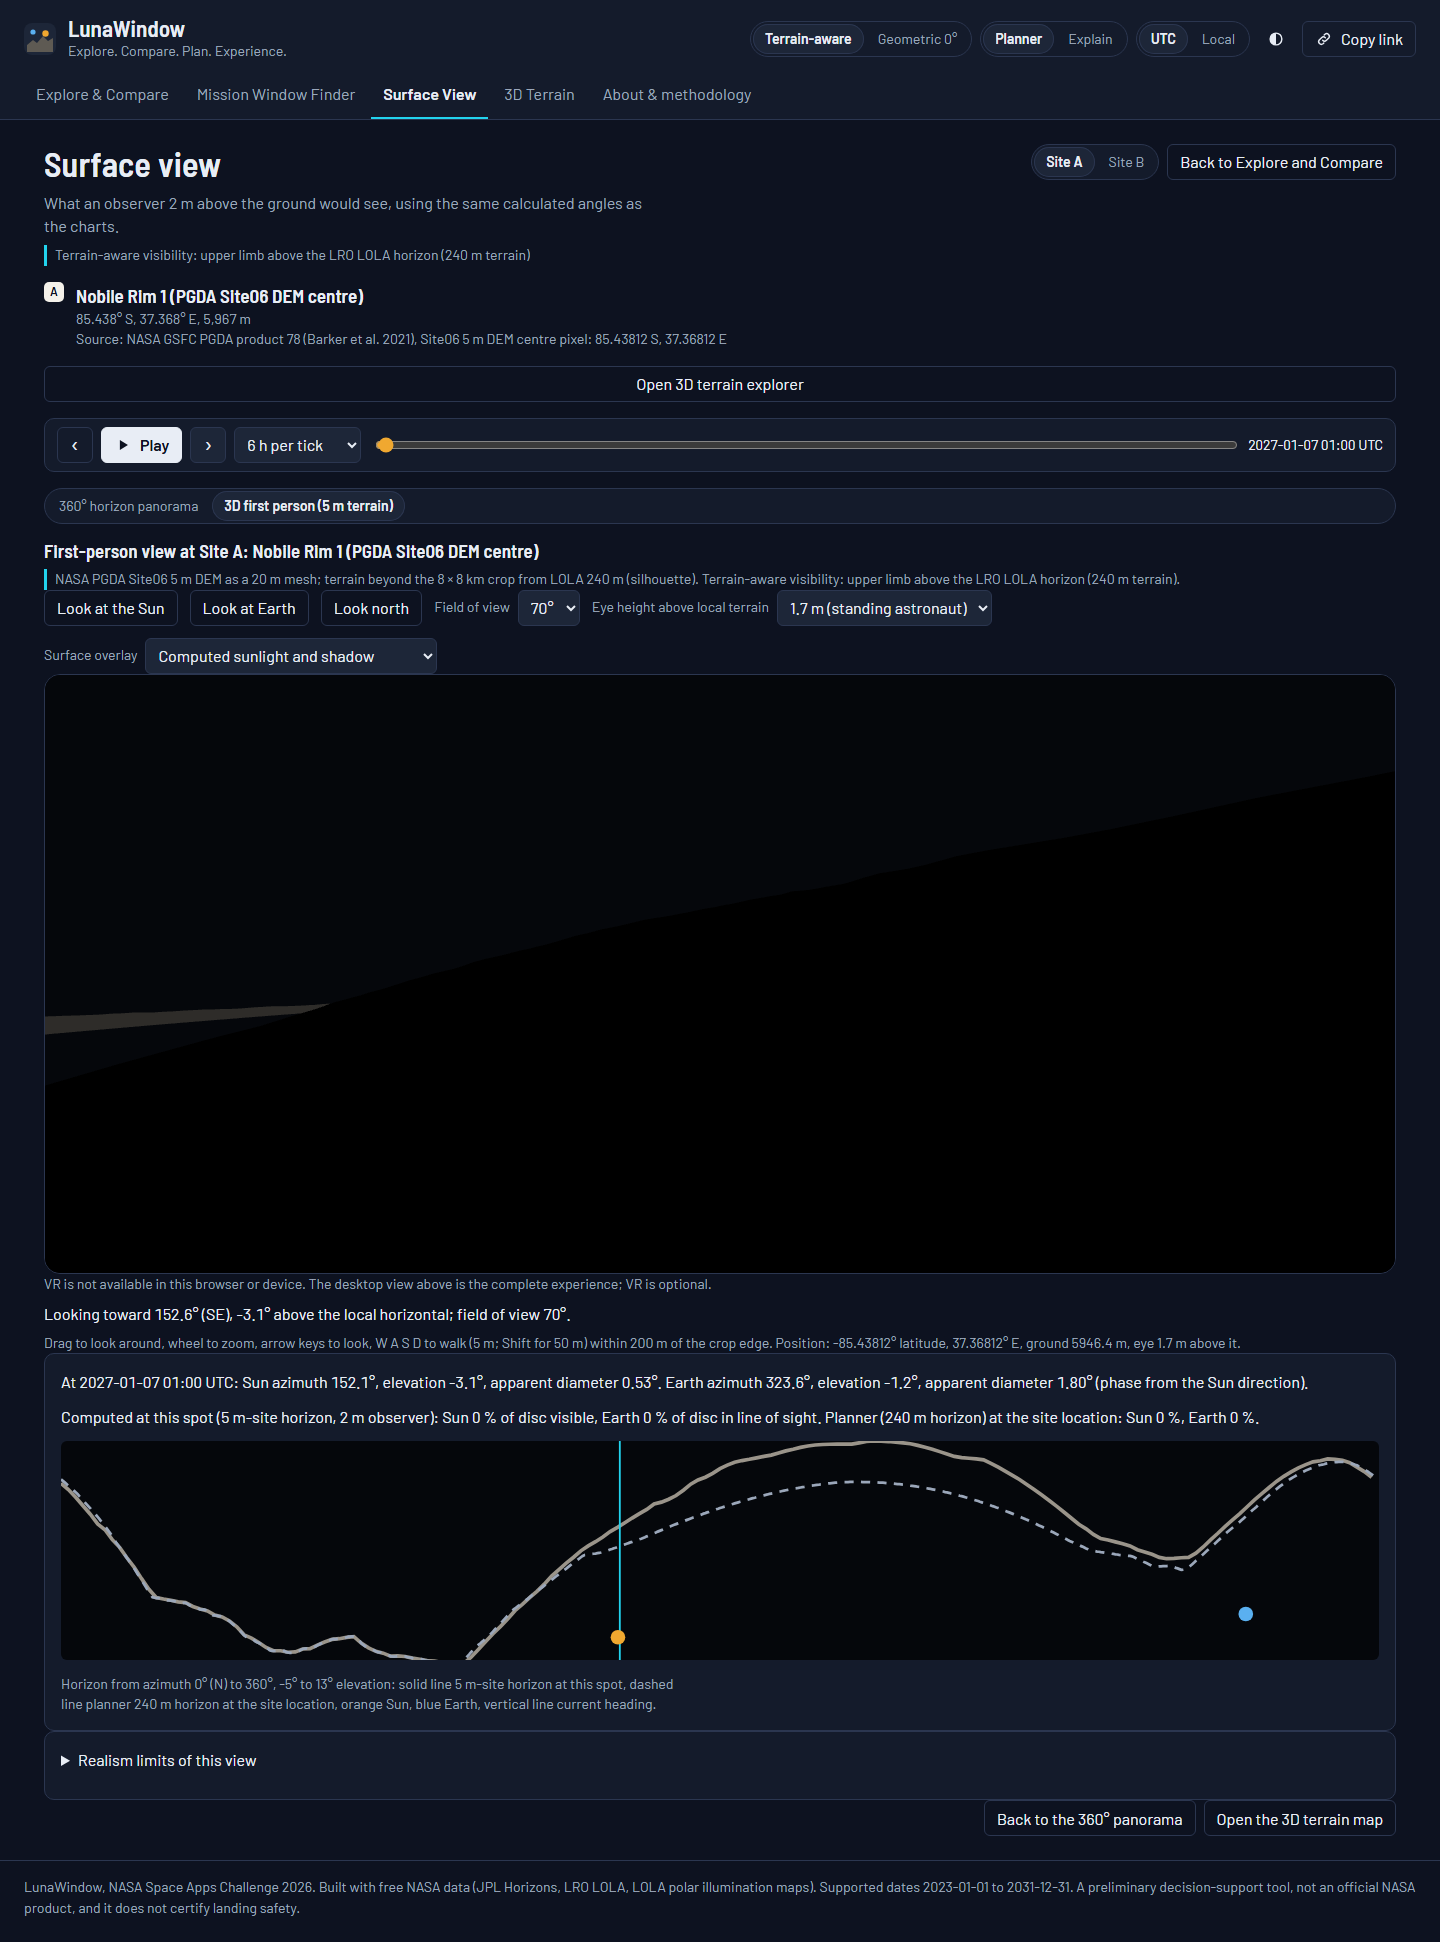 LunaWindow
Explore. Compare. Plan. Experience.
Terrain-aware
Geometric 0°
Planner
Explain
UTC
Local
Copy link
Explore & Compare
Mission Window Finder
Surface View
3D Terrain
About & methodology
Surface view
Site A
Site B
Back to Explore and Compare
What an observer 2 m above the ground would see, using the same calculated angles as
the charts.
Terrain-aware visibility: upper limb above the LRO LOLA horizon (240 m terrain)
A
Nobile Rim 1 (PGDA Site06 DEM centre)
85.438° S, 37.368° E, 5,967 m
Source: NASA GSFC PGDA product 78 (Barker et al. 2021), Site06 5 m DEM centre pixel: 85.43812 S, 37.36812 E
Open 3D terrain explorer
‹
Play
›
6 h per tick
2027-01-07 01:00 UTC
360° horizon panorama
3D first person (5 m terrain)
First-person view at Site A: Nobile Rim 1 (PGDA Site06 DEM centre)
NASA PGDA Site06 5 m DEM as a 20 m mesh; terrain beyond the 8 × 8 km crop from LOLA 240 m (silhouette). Terrain-aware visibility: upper limb above the LRO LOLA horizon (240 m terrain).
Look at the Sun
Look at Earth
Look north
Field of view
70°
Eye height above local terrain
1.7 m (standing astronaut)
Surface overlay
Computed sunlight and shadow
VR is not available in this browser or device. The desktop view above is the complete experience; VR is optional.
Looking toward 152.6° (SE), -3.1° above the local horizontal; field of view 70°.
Drag to look around, wheel to zoom, arrow keys to look, W A S D to walk (5 m; Shift for 50 m) within 200 m of the crop edge. Position: -85.43812° latitude, 37.36812° E, ground 5946.4 m, eye 1.7 m above it.
At 2027-01-07 01:00 UTC: Sun azimuth 152.1°, elevation -3.1°, apparent diameter 0.53°. Earth azimuth 323.6°, elevation -1.2°, apparent diameter 1.80° (phase from the Sun direction).
Computed at this spot (5 m-site horizon, 2 m observer): Sun 0 % of disc visible, Earth 0 % of disc in line of sight. Planner (240 m horizon) at the site location: Sun 0 %, Earth 0 %.
Horizon from azimuth 0° (N) to 360°, -5° to 13° elevation: solid line 5 m-site horizon at this spot, dashed
line planner 240 m horizon at the site location, orange Sun, blue Earth, vertical line current heading.
Realism limits of this view
Back to the 360° panorama
Open the 3D terrain map
LunaWindow, NASA Space Apps Challenge 2026. Built with free NASA data (JPL Horizons, LRO LOLA, LOLA polar illumination maps). Supported dates 2023-01-01 to 2031-12-31. A preliminary decision-support tool, not an official NASA
product, and it does not certify landing safety.